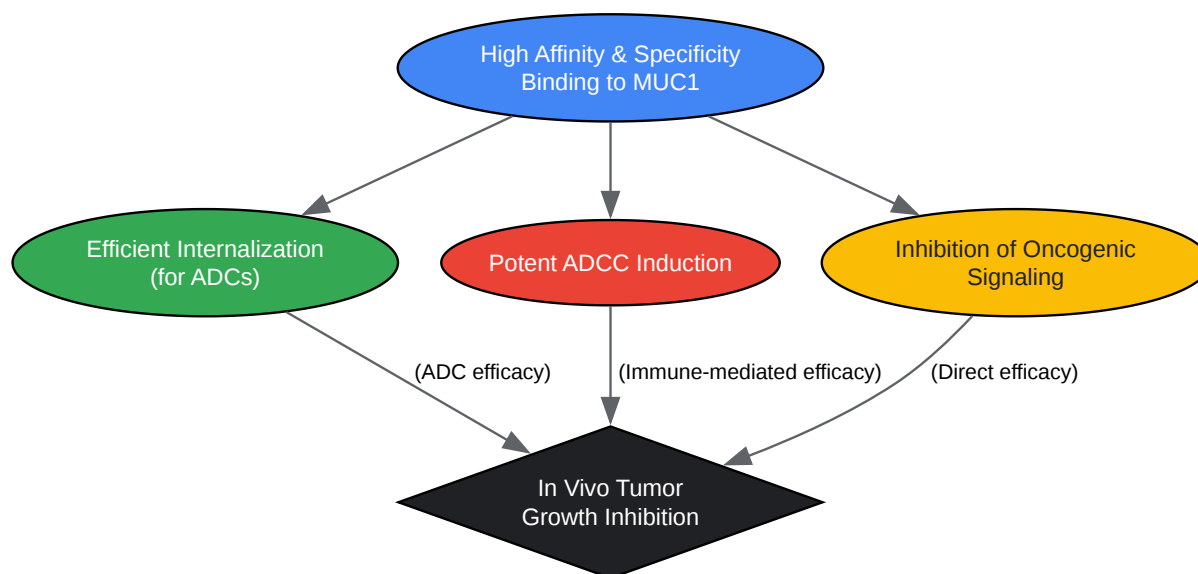 High Affinity & Specificity
Binding to MUC1
Efficient Internalization
(for ADCs)
Potent ADCC Induction
Inhibition of Oncogenic
Signaling
(ADC efficacy)
(Immune-mediated efficacy)
(Direct efficacy)
In Vivo Tumor
Growth Inhibition